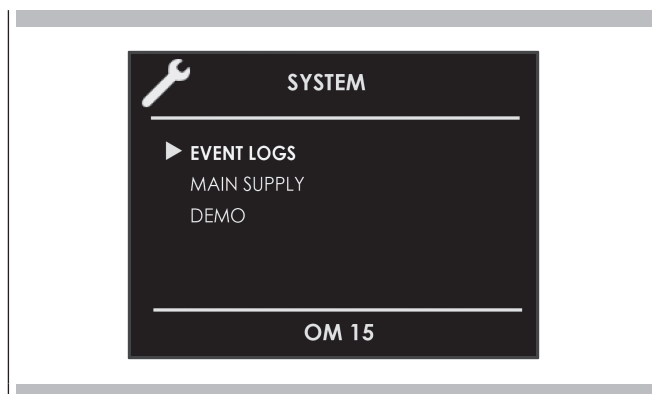 SYSTEM
EVENT LOGS
MAIN SUPPLY
DEMO
OM 15